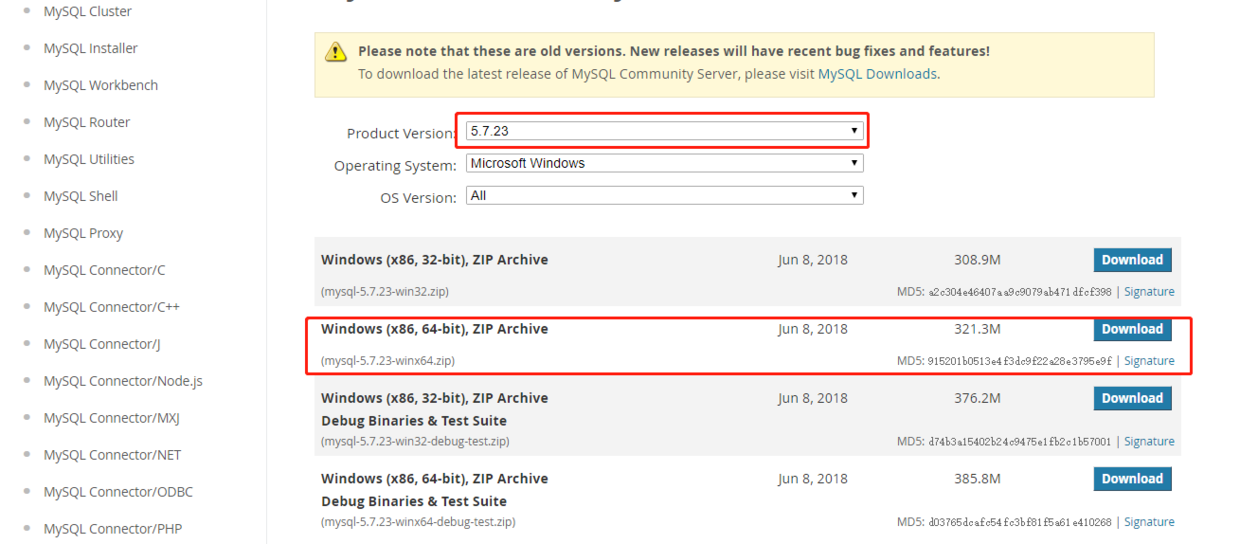 MySQL Cluster
MySQL Installer
MySQL Workbench
MySQL Router
MySQL Utilities
MySQL Shell
MySQL Proxy
MySQL Connector/C
MySQL Connector/C++
MySQL Connector/J
MySQL Connector/Node.js
MySQL Connector/MXJ
MySQL Connector/NET
MySQL Connector/ODBC
MySQL Connector/PHP
Please note that these are old versions. New releases will have recent bug fixes and features!
To download the latest release of MySQL Community Server, please visit MySQL Downloads.
Product Version: 5.7.23
Operating System: Microsoft Windows
OS Version: All
Windows (x86, 32-bit), ZIP Archive Jun 8, 2018 308.9M Download
(mysql-5.7.23-win32.zip) MD5: a2c304e46407aa9c9079ab471dfcf398 | Signature
Windows (x86, 64-bit), ZIP Archive Jun 8, 2018 321.3M Download
(mysql-5.7.23-winx64.zip) MD5: 915201b0513e4f3dc9f22a28e3795e9f | Signature
Windows (x86, 32-bit), ZIP Archive Jun 8, 2018 376.2M Download
Debug Binaries & Test Suite
(mysql-5.7.23-win32-debug-test.zip) MD5: d74b3a15402b24c9475e1fb2c1b57001 | Signature
Windows (x86, 64-bit), ZIP Archive Jun 8, 2018 385.8M Download
Debug Binaries & Test Suite
(mysql-5.7.23-winx64-debug-test.zip) MD5: d03765dcafc54fc3bf81f5a61e410268 | Signature